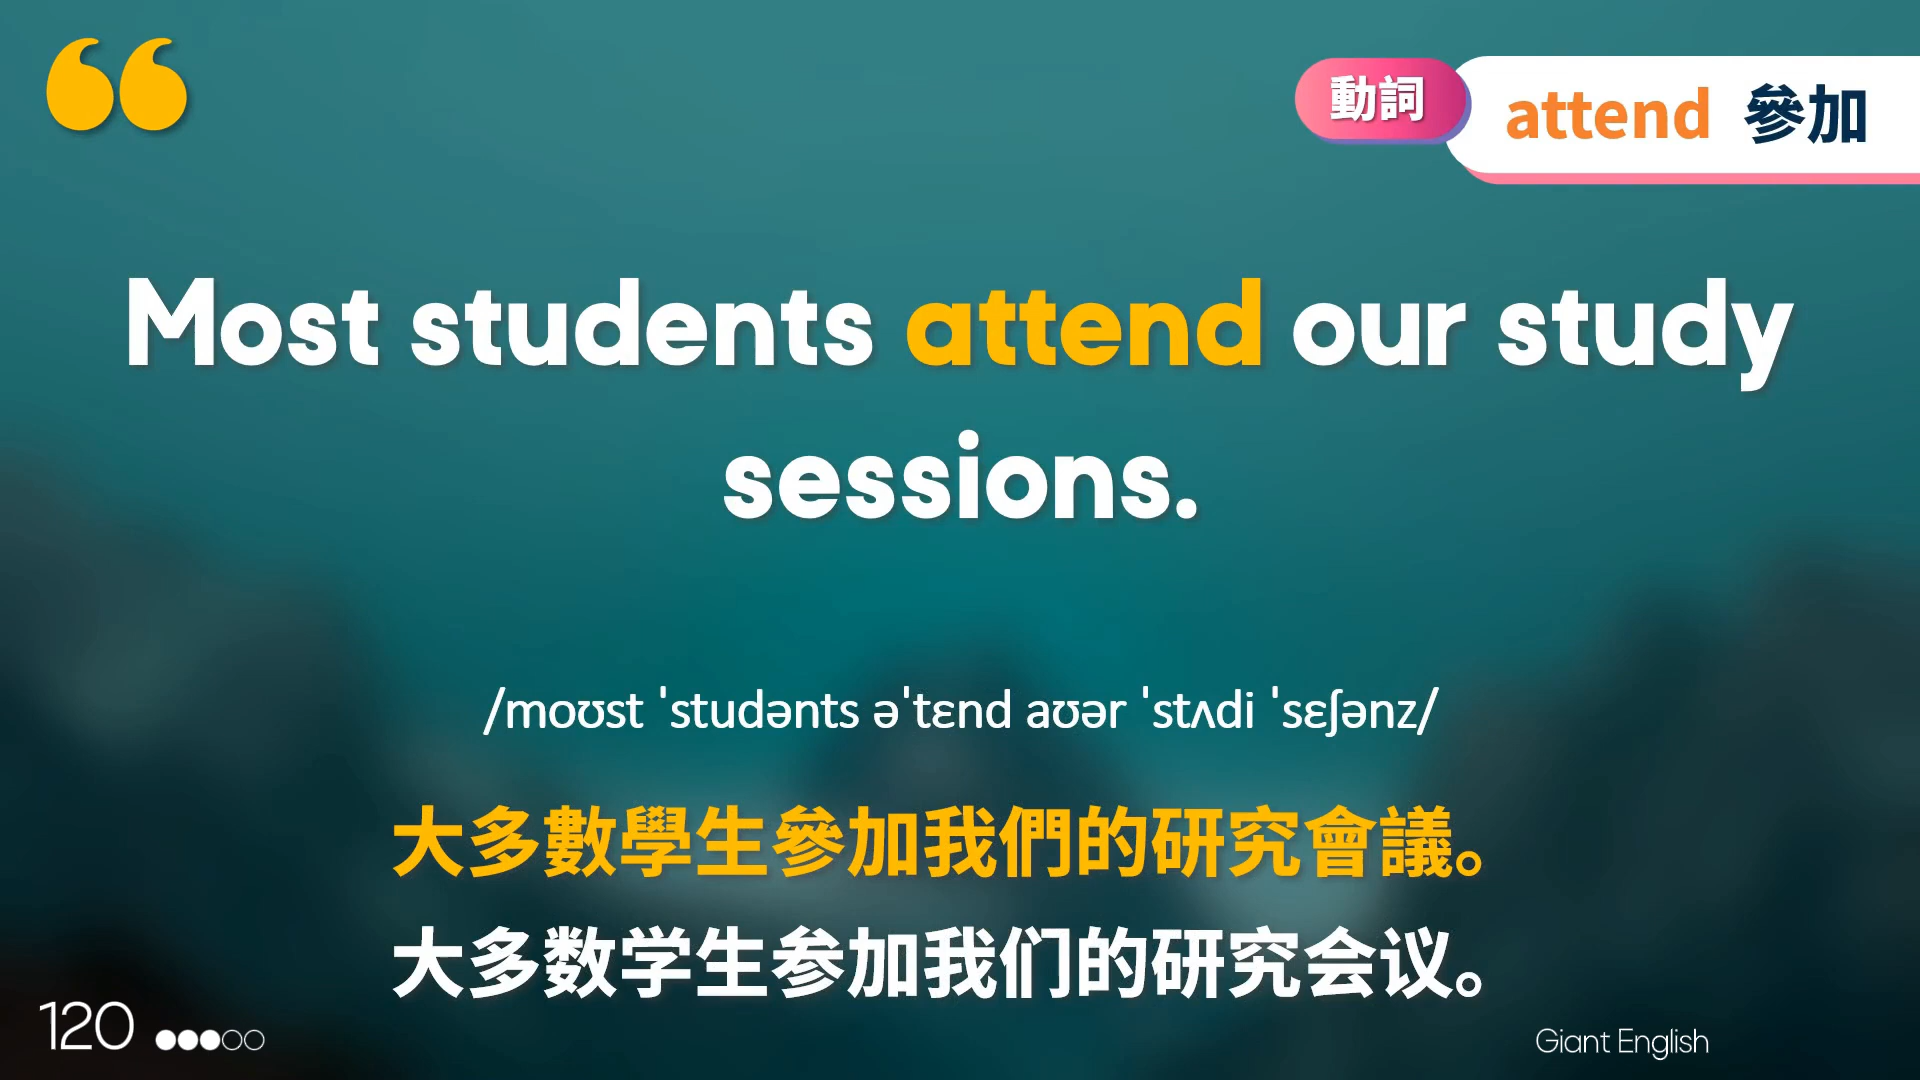 動詞
attend 參加
Most students attend our study
sessions.
/moʊst ˈstudənts əˈtɛnd aʊər ˈstʌdi ˈsɛʃənz/
大多數學生參加我們的研究會議。
大多数学生参加我们的研究会议。
120
Giant English